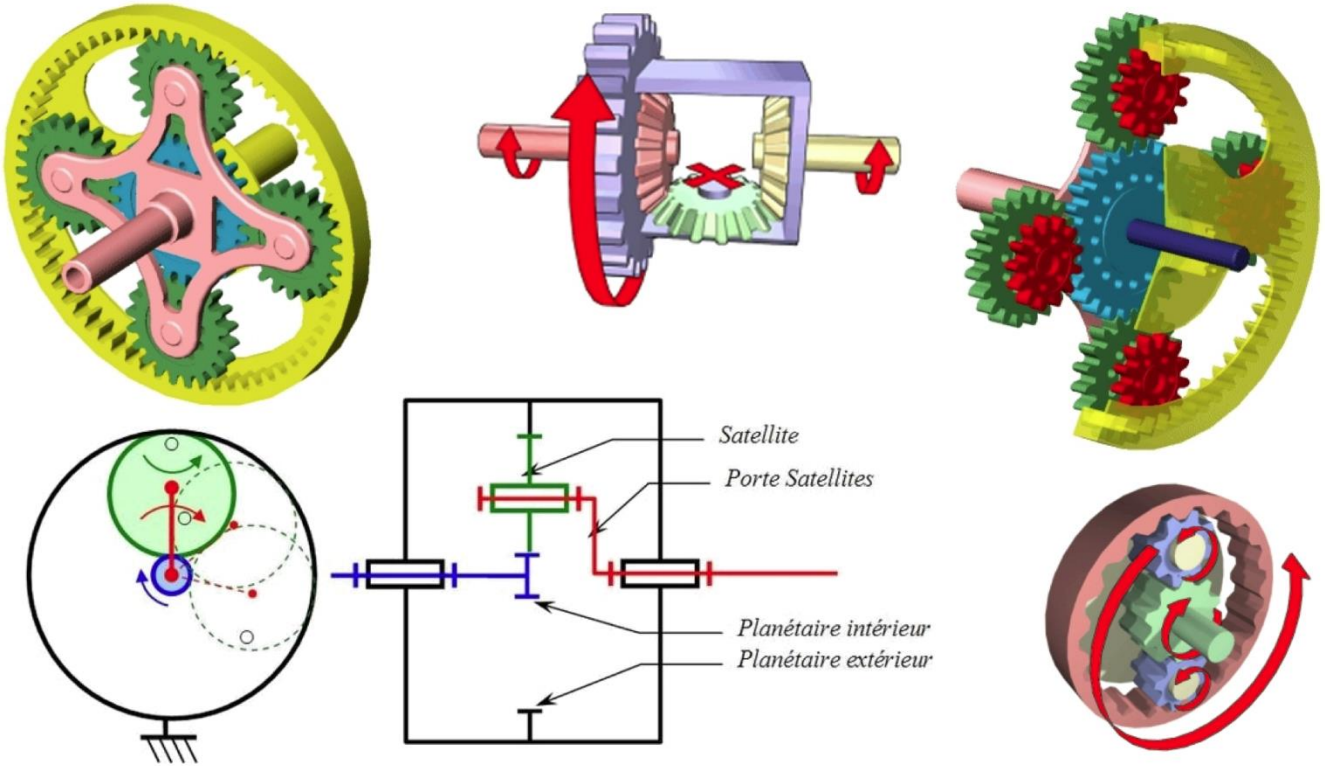 Satellite
Porte Satellites
Planétaire intérieur
Planétaire extérieur